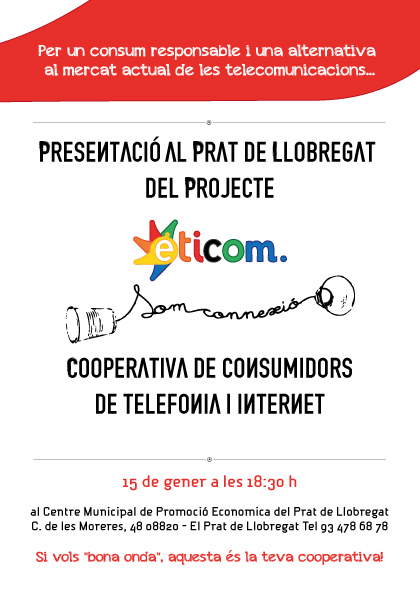 Per un consum responsable i una alternativa
al mercat actual de les telecomunicacions...
Presentació al Prat de Llobregat
del Projecte
eticom.
Som connexió
Cooperativa de consumidors
de telefonia i internet
15 de gener a les 18:30 h
al Centre Municipal de Promoció Economica del Prat de Llobregat
C. de les Moreres, 48 08820 - El Prat de Llobregat Tel 93 478 68 78
Si vols "bona onda", aquesta és la teva cooperativa!